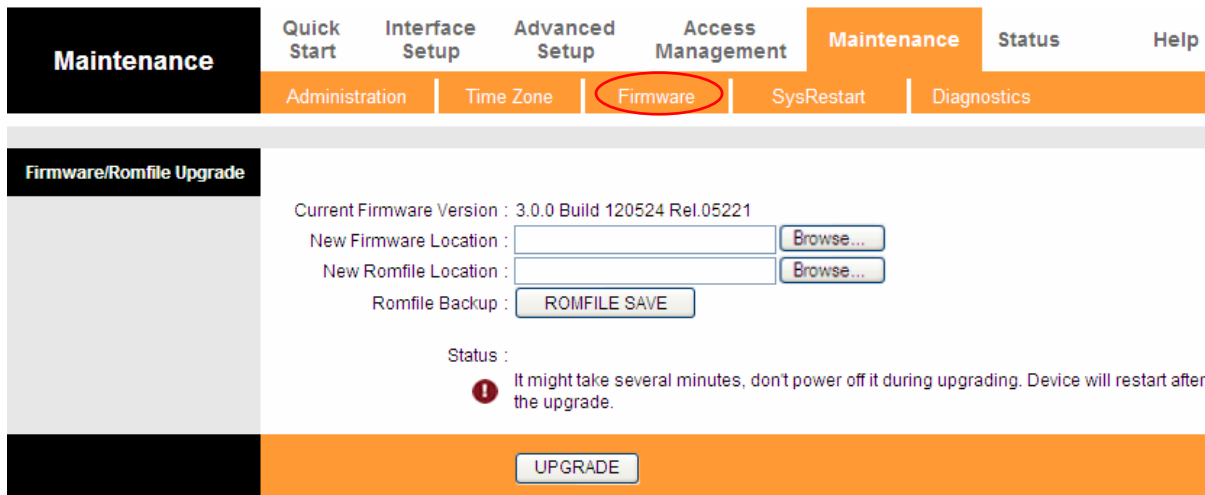 Maintenance
Quick Start
Interface Setup
Advanced Setup
Access Management
Maintenance
Status
Help
Administration
Time Zone
Firmware
SysRestart
Diagnostics
Firmware/Romfile Upgrade
Current Firmware Version : 3.0.0 Build 120524 Rel.05221
New Firmware Location : Browse...
New Romfile Location : Browse...
Romfile Backup : ROMFILE SAVE
Status :
It might take several minutes, don't power off it during upgrading. Device will restart after
the upgrade.
UPGRADE